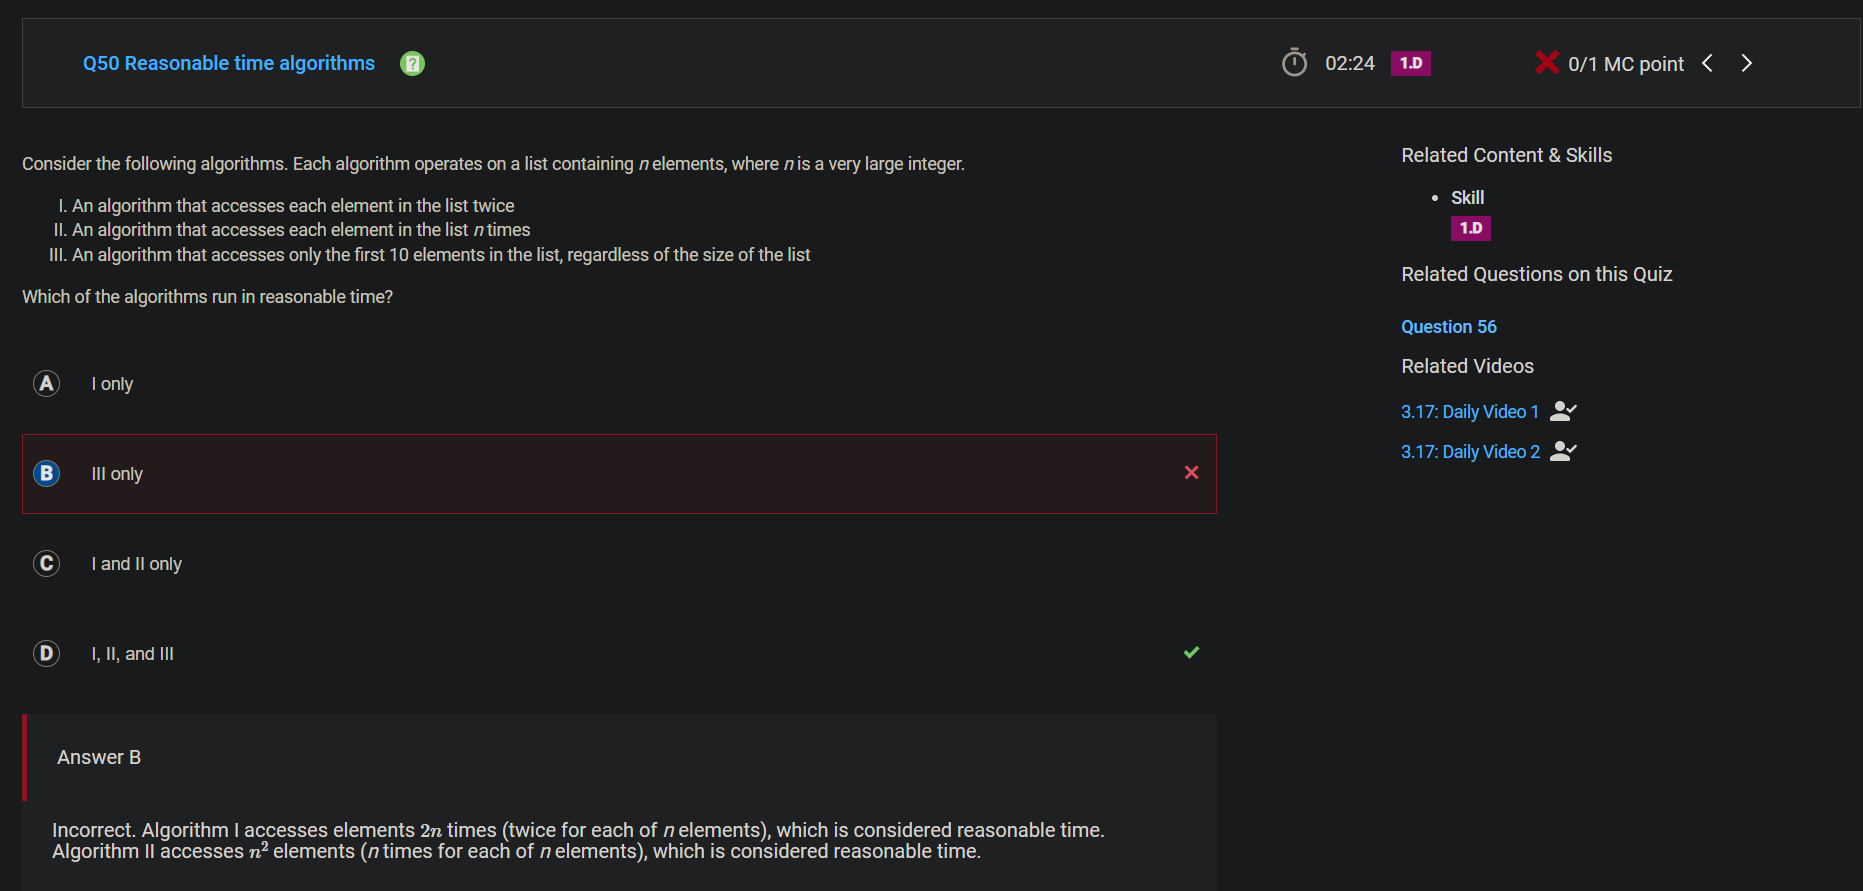 Q50 Reasonable time algorithms
?
02:24
1.D
0/1 MC point
Consider the following algorithms. Each algorithm operates on a list containing n elements, where n is a very large integer.
I. An algorithm that accesses each element in the list twice
II. An algorithm that accesses each element in the list n times
III. An algorithm that accesses only the first 10 elements in the list, regardless of the size of the list
Which of the algorithms run in reasonable time?
A I only
B III only
C I and II only
D I, II, and III
Answer B
Incorrect. Algorithm I accesses elements 2n times (twice for each of n elements), which is considered reasonable time.
Algorithm II accesses n² elements (n times for each of n elements), which is considered reasonable time.
Related Content & Skills
• Skill
1.D
Related Questions on this Quiz
Question 56
Related Videos
3.17: Daily Video 1
3.17: Daily Video 2